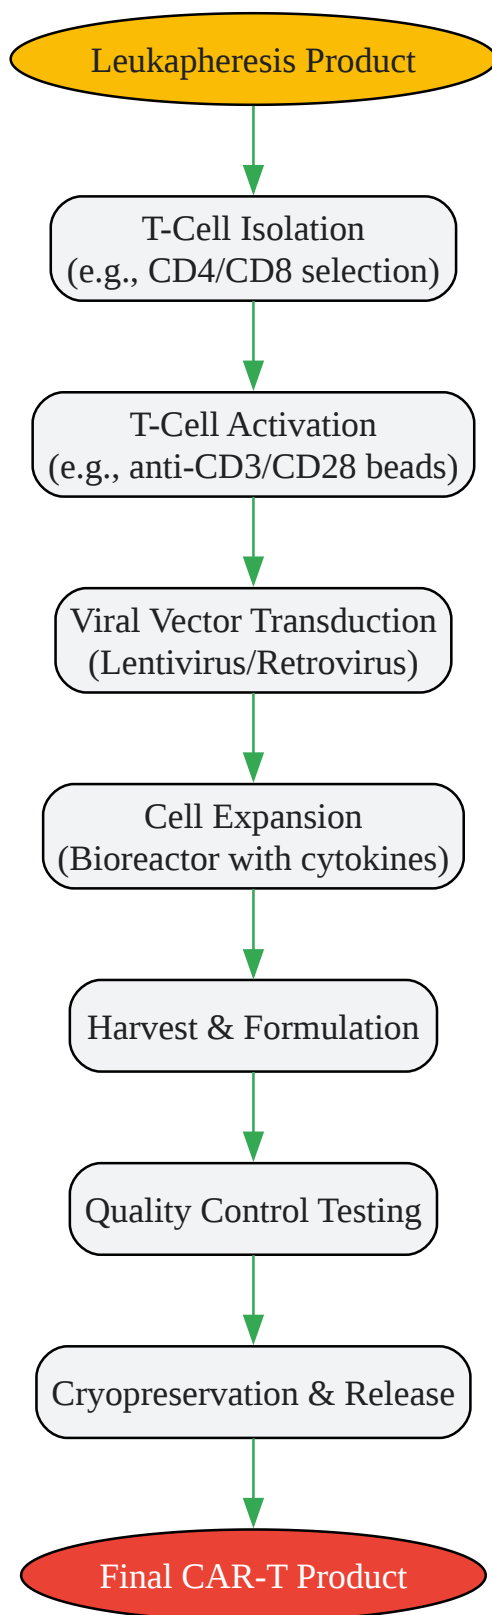 Leukapheresis Product
T-Cell Isolation
(e.g., CD4/CD8 selection)
T-Cell Activation
(e.g., anti-CD3/CD28 beads)
Viral Vector Transduction
(Lentivirus/Retrovirus)
Cell Expansion
(Bioreactor with cytokines)
Harvest & Formulation
Quality Control Testing
Cryopreservation & Release
Final CAR-T Product